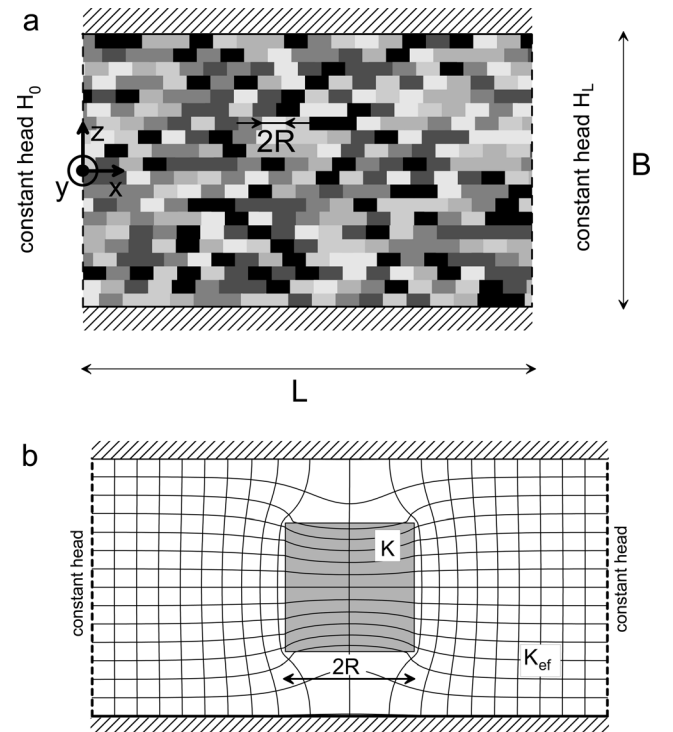 a
constant head H0
2R
z
y
x
constant head HL
B
L
b
constant head
K
2R
Kef
constant head